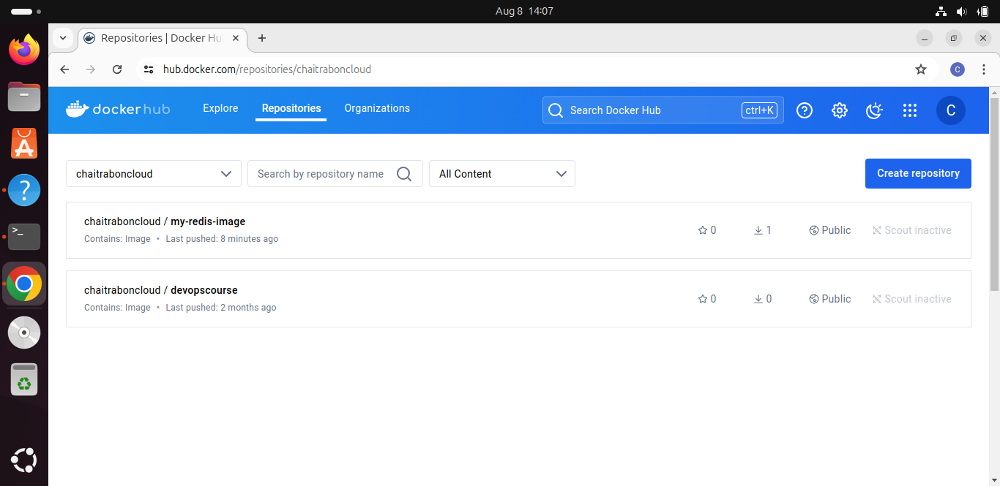 Aug 8 14:07
Repositories | Docker Hu
hub.docker.com/repositories/chaitraboncloud
C
dockerhub
Explore
Repositories
Organizations
Search Docker Hub
ctrl+K
C
chaitraboncloud
Search by repository name
All Content
Create repository
chaitraboncloud / my-redis-image
Contains: Image • Last pushed: 8 minutes ago
0
1
Public
Scout inactive
chaitraboncloud / devopscourse
Contains: Image • Last pushed: 2 months ago
0
0
Public
Scout inactive